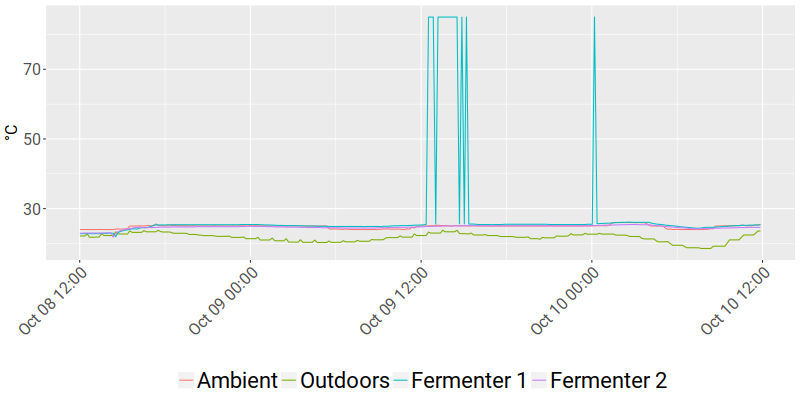 °C
70
50
30
Oct 08 12:00
Oct 09 00:00
Oct 09 12:00
Oct 10 00:00
Oct 10 12:00
Ambient Outdoors Fermenter 1 Fermenter 2